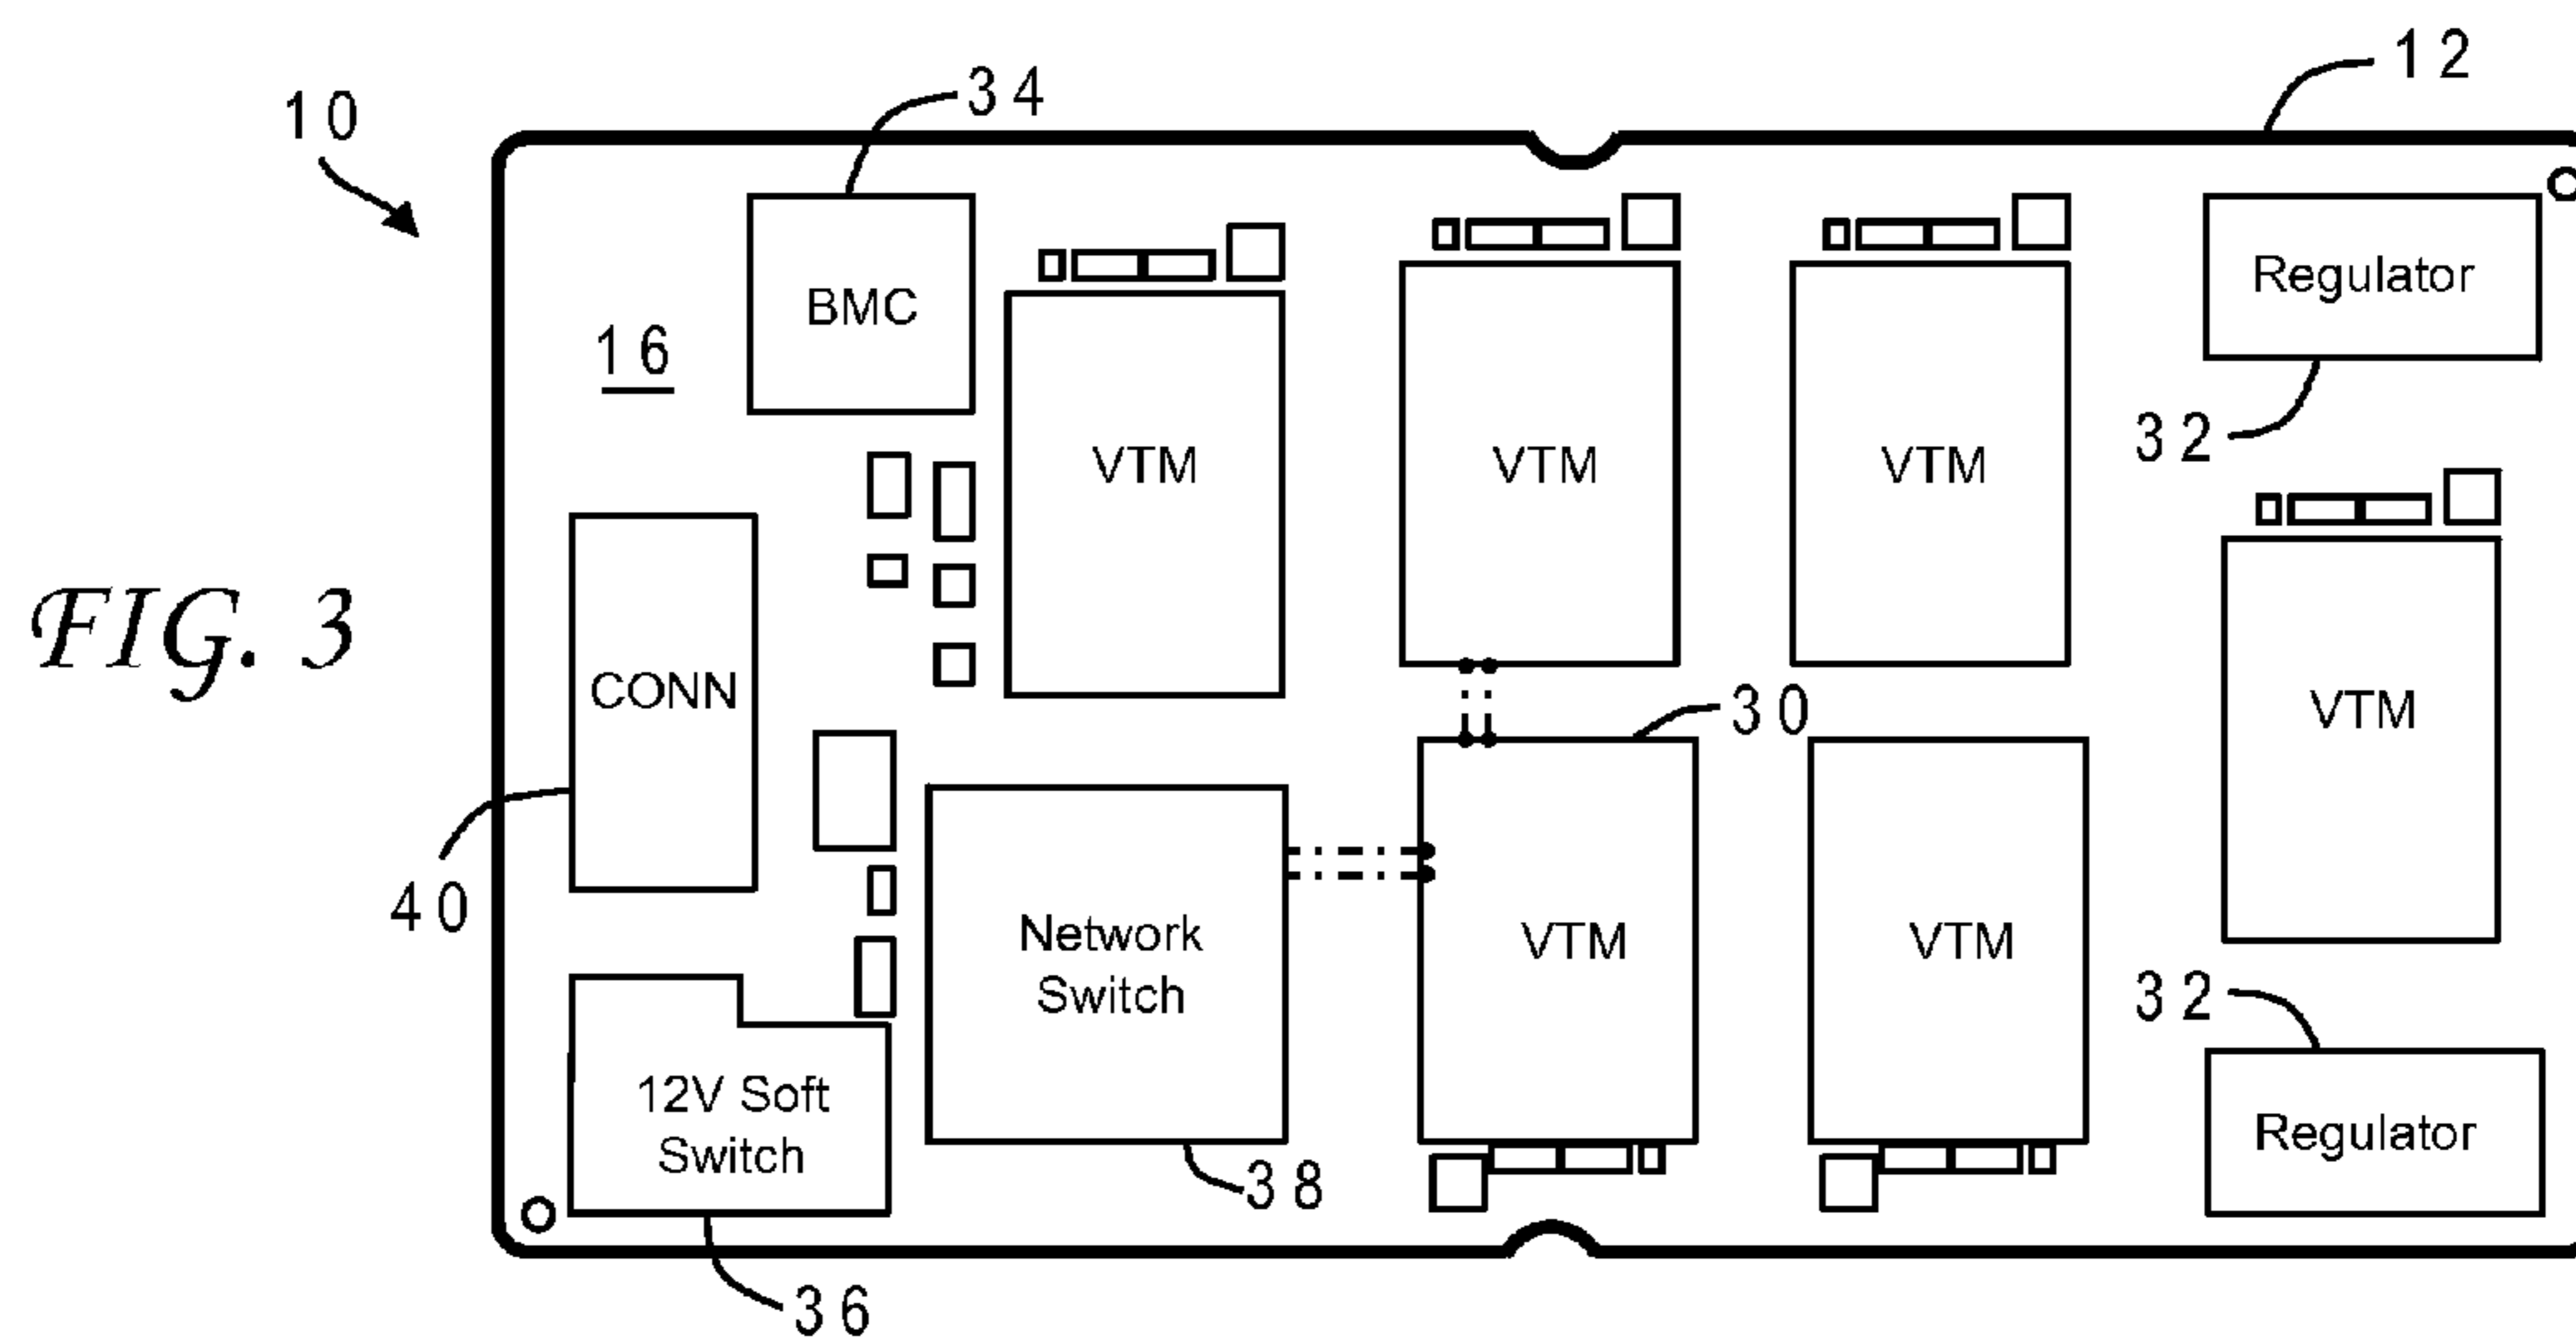 12
34
10
BMC
Regulator
16
32
VTM
VTM
VTM
FIG. 3
CONN
VTM
30
40
Network
Switch
VTM
VTM
32
12V Soft
Switch
Regulator
38
36